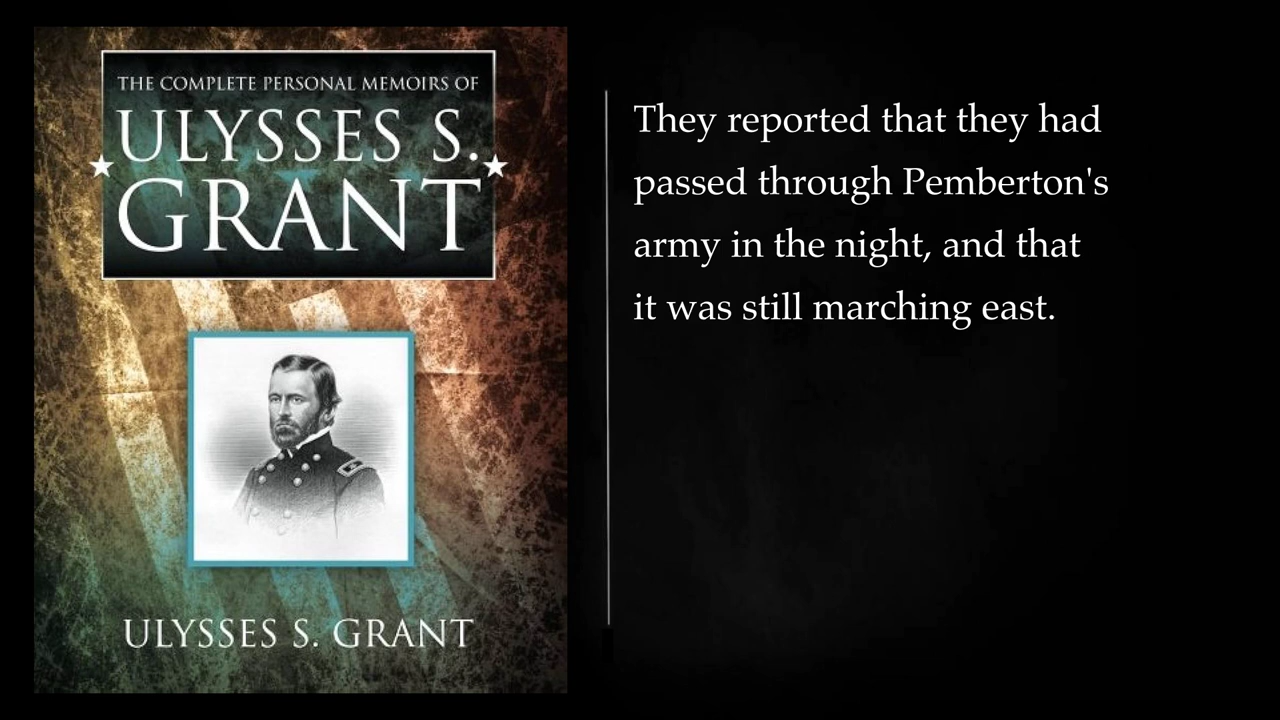 THE COMPLETE PERSONAL MEMOIRS OF
ULYSSES S.
GRANT
ULYSSES S. GRANT
They reported that they had
passed through Pemberton's
army in the night, and that
it was still marching east.